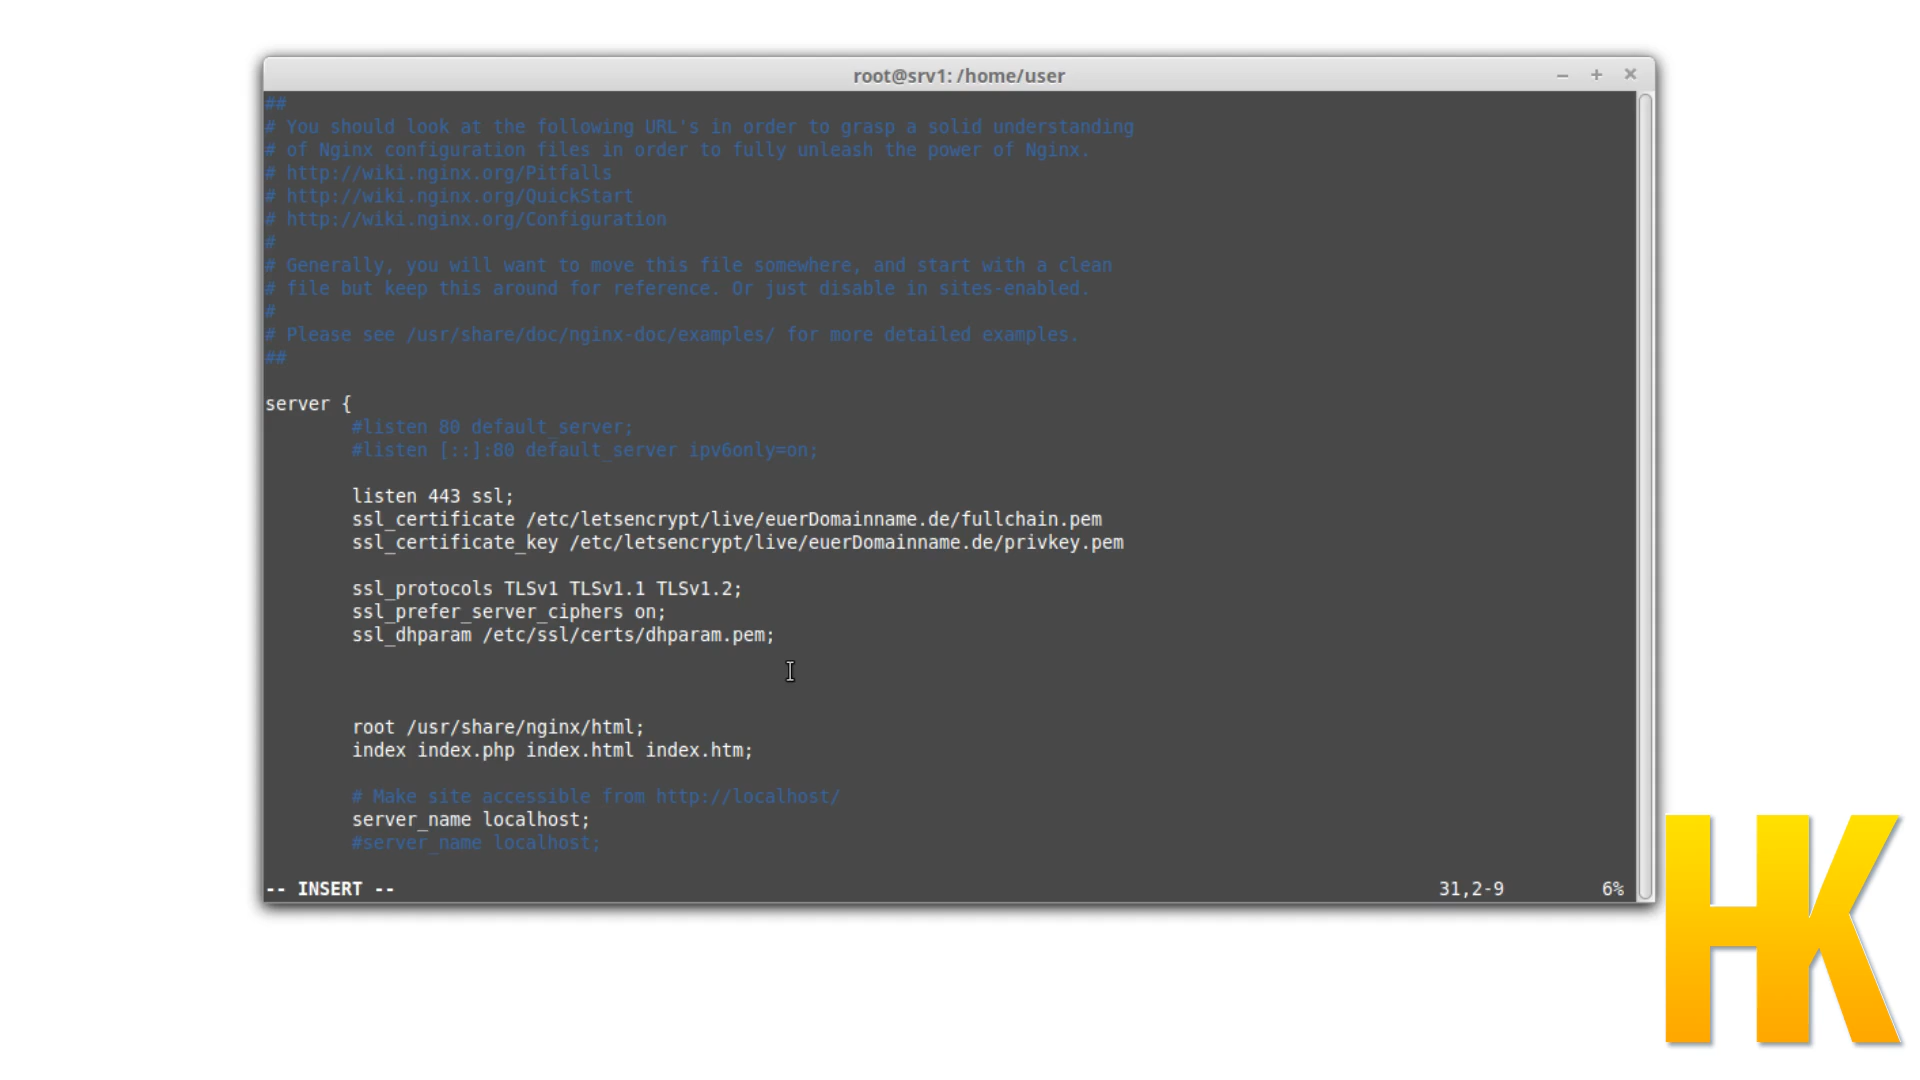 root@srv1: /home/user
##
# You should look at the following URL's in order to grasp a solid understanding
# of Nginx configuration files in order to fully unleash the power of Nginx.
# http://wiki.nginx.org/Pitfalls
# http://wiki.nginx.org/QuickStart
# http://wiki.nginx.org/Configuration
#
# Generally, you will want to move this file somewhere, and start with a clean
# file but keep this around for reference. Or just disable in sites-enabled.
#
# Please see /usr/share/doc/nginx-doc/examples/ for more detailed examples.
##
server {
#listen 80 default_server;
#listen [::]:80 default_server ipv6only=on;
listen 443 ssl;
ssl_certificate /etc/letsencrypt/live/euerDomainname.de/fullchain.pem
ssl_certificate_key /etc/letsencrypt/live/euerDomainname.de/privkey.pem
ssl_protocols TLSv1 TLSv1.1 TLSv1.2;
ssl_prefer_server_ciphers on;
ssl_dhparam /etc/ssl/certs/dhparam.pem;
root /usr/share/nginx/html;
index index.php index.html index.htm;
# Make site accessible from http://localhost/
server_name localhost;
#server_name localhost;
-- INSERT -- 31,2-9 6%
HK